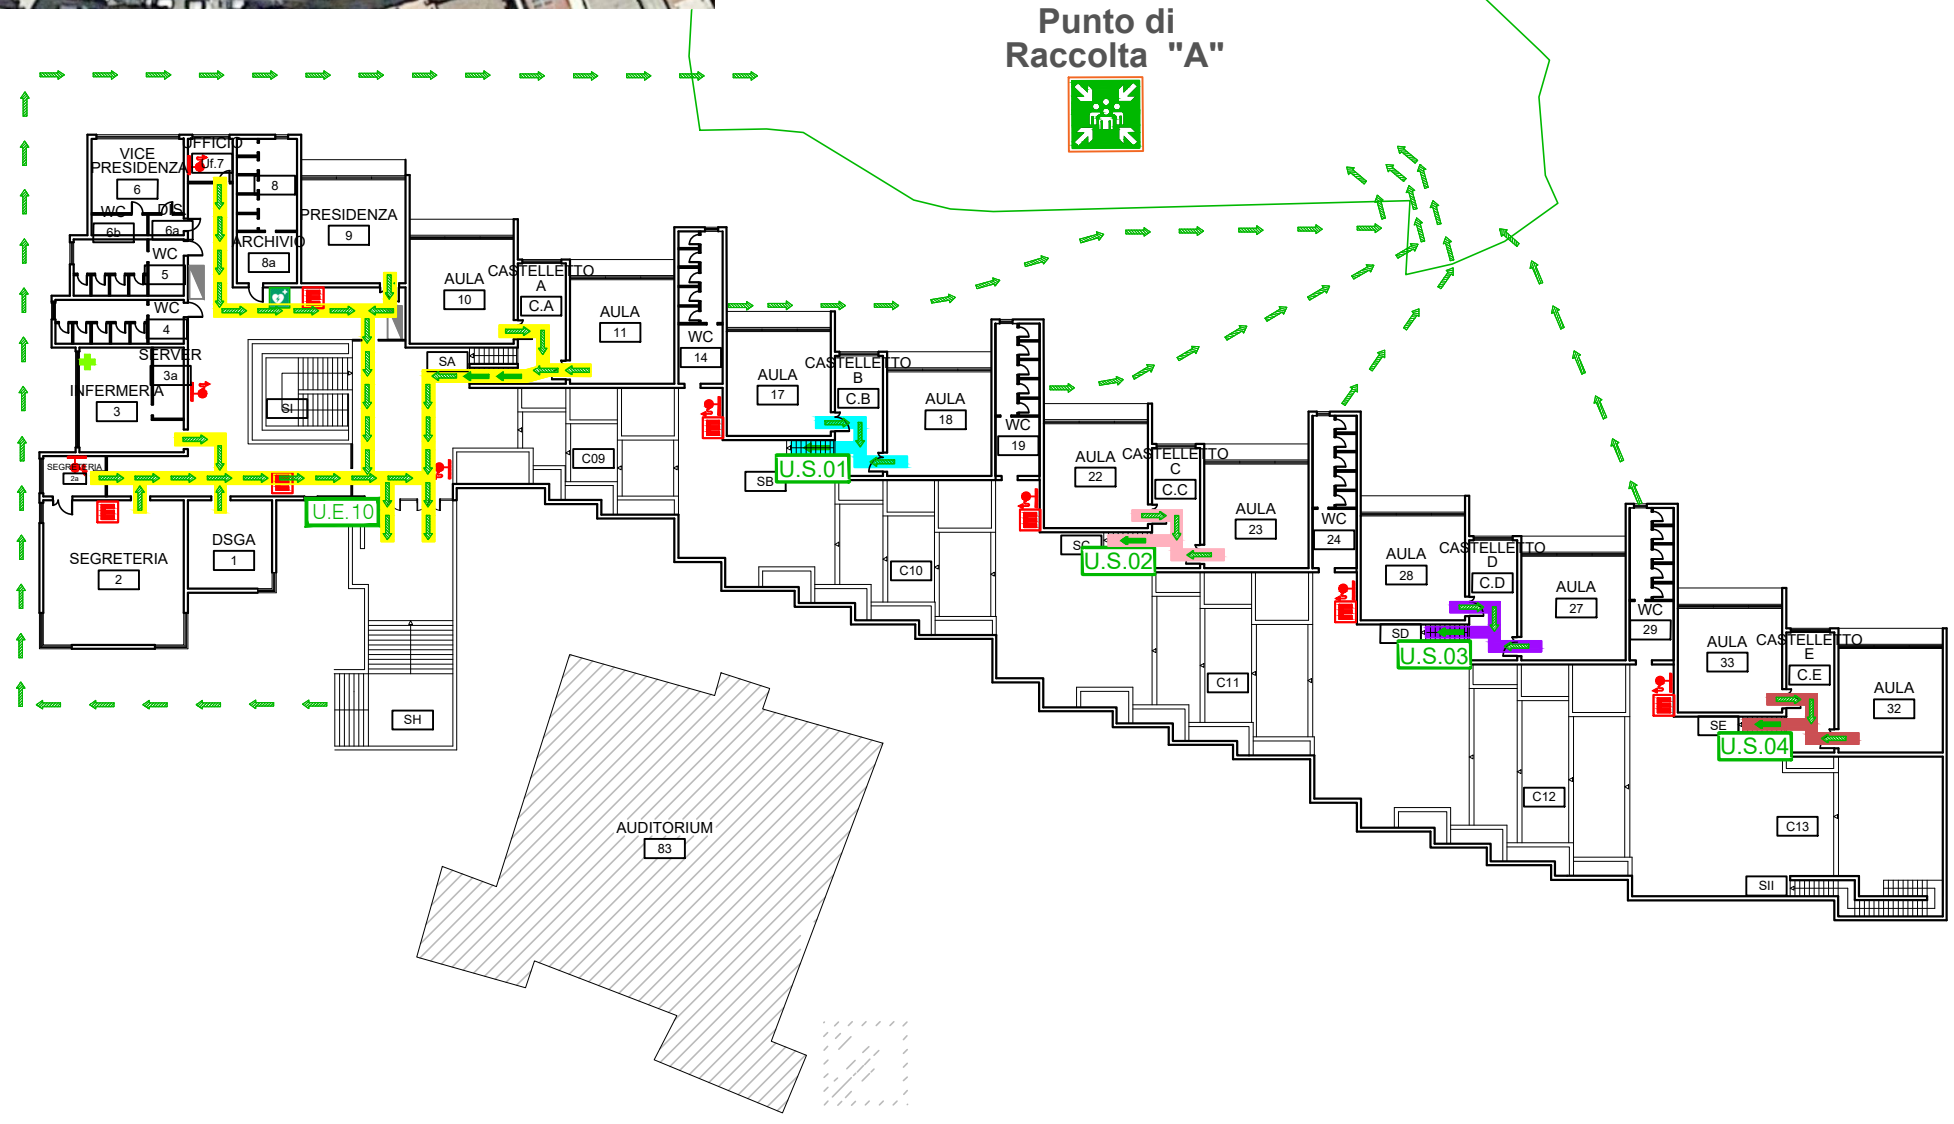 Punto di
Raccolta "A"
UFFICIO
Uf.7
VICE
PRESIDENZA
6
8
WC
6b
D.S.
6a
PRESIDENZA
9
ARCHIVIO
8a
WC
5
WC
4
SERVER
3a
INFERMERIA
3
SI
SEGRETERIA
2a
U.E.10
SEGRETERIA
2
DSGA
1
SH
AULA
10
CASTELLETTO
A
C.A
AULA
11
SA
WC
14
C09
AULA
17
CASTELLETTO
B
C.B
AULA
18
U.S.01
SB
WC
19
C10
AULA
22
CASTELLETTO
C
C.C
AULA
23
SC
U.S.02
WC
24
C11
AULA
28
CASTELLETTO
D
C.D
AULA
27
SD
U.S.03
WC
29
C12
AULA
33
CASTELLETTO
E
C.E
AULA
32
SE
U.S.04
C13
SII
AUDITORIUM
83